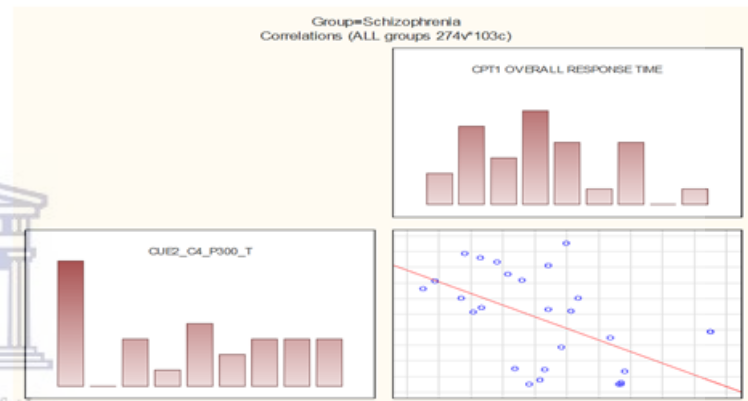 Group=Schizophrenia
Correlations (ALL groups 274v*103c)
CPT1 OVERALL RESPONSE TIME
CUE2_C4_P300_T